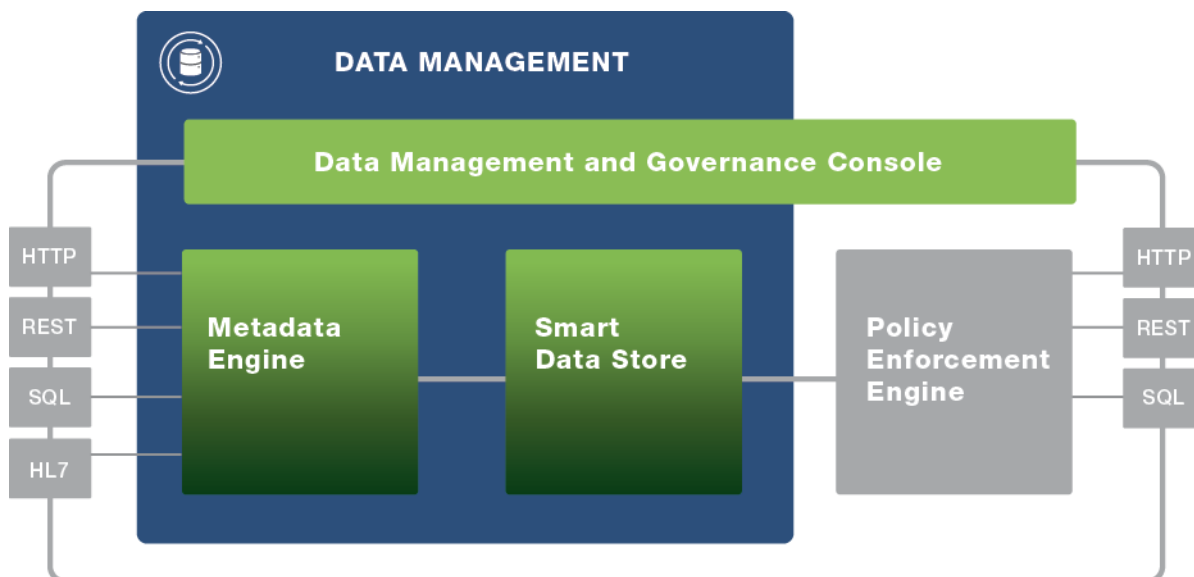 DATA MANAGEMENT
Data Management and Governance Console
HTTP
REST
SQL
HL7
Metadata
Engine
Smart
Data Store
Policy
Enforcement
Engine
HTTP
REST
SQL